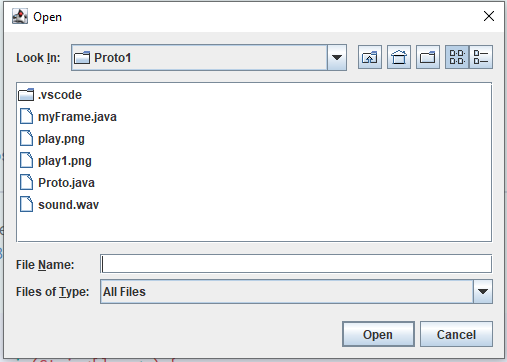 Open
Look In: Proto1
.vscode
myFrame.java
play.png
play1.png
Proto.java
sound.wav
File Name:
Files of Type: All Files
Open Cancel